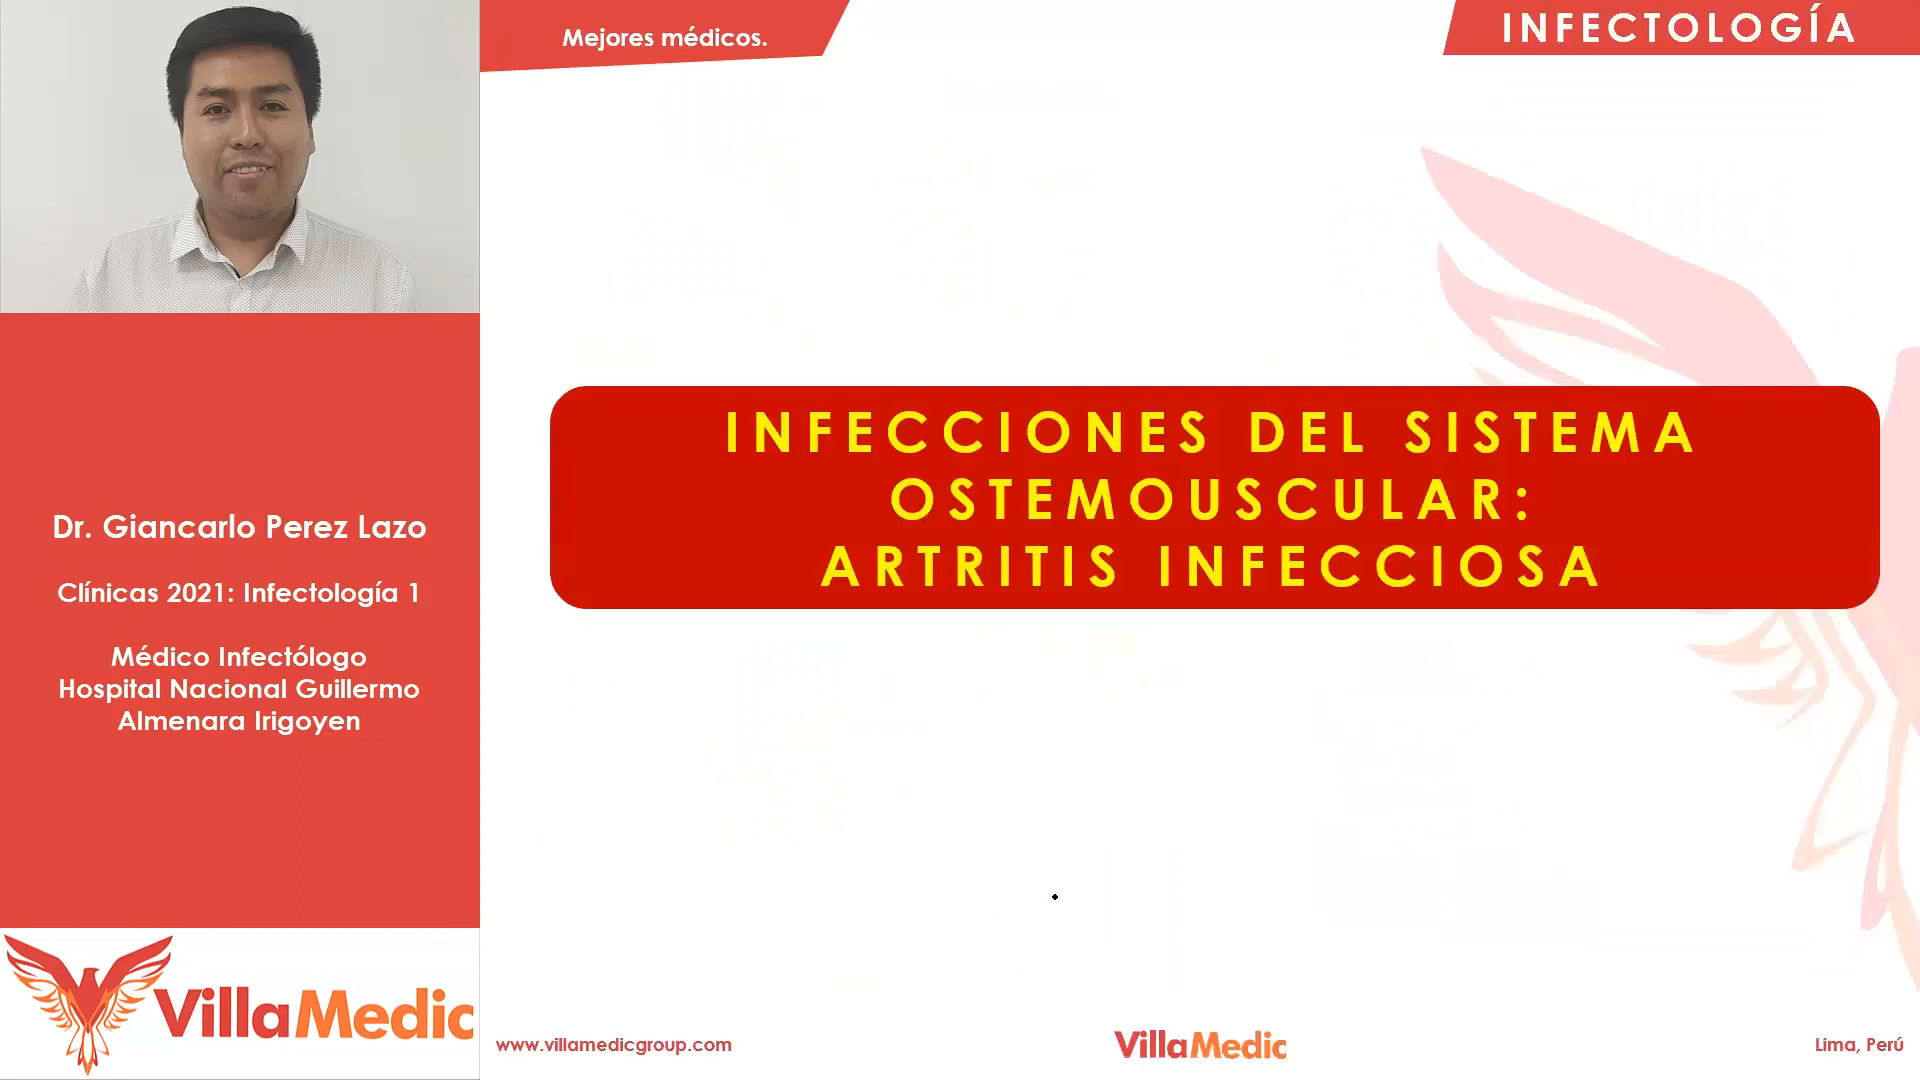 Mejores médicos.
INFECTOLOGÍA
INFECCIONES DEL SISTEMA
OSTEMOUSCULAR:
ARTRITIS INFECCIOSA
Dr. Giancarlo Perez Lazo
Clínicas 2021: Infectología 1
Médico Infectólogo
Hospital Nacional Guillermo
Almenara Irigoyen
VillaMedic
www.villamedicgroup.com
VillaMedic
Lima, Perú